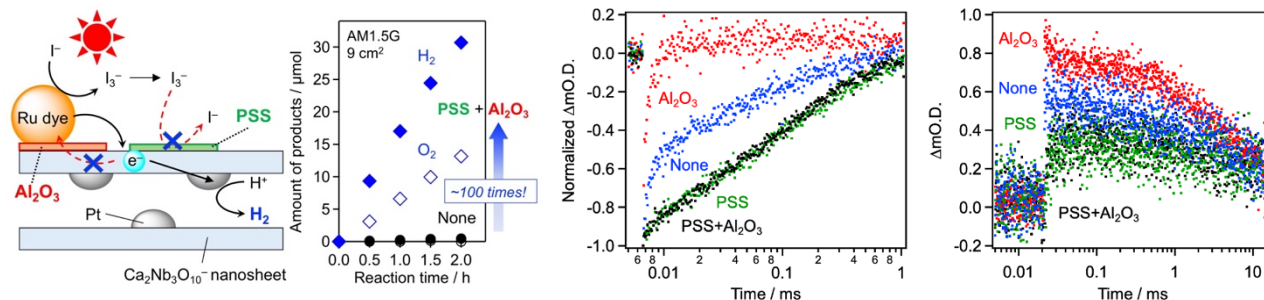 I⁻
I₃⁻ → I₃⁻
I⁻
Ru dye
PSS
Al₂O₃
e⁻
H⁺
H₂
Pt
Ca₂Nb₃O₁₀⁻ nanosheet
Amount of products / μmol
30
25
20
15
10
5
0
AM1.5G
9 cm²
H₂
PSS + Al₂O₃
O₂
~100 times!
None
0.0 0.5 1.0 1.5 2.0
Reaction time / h
Normalized ΔmO.D.
0.2
0.0
-0.2
-0.4
-0.6
-0.8
-1.0
Al₂O₃
None
PSS
PSS+Al₂O₃
6 8 0.01 2 4 6 8 0.1 2 4 6 8 1
Time / ms
ΔmO.D.
1.0
0.8
0.6
0.4
0.2
0.0
-0.2
Al₂O₃
None
PSS
PSS+Al₂O₃
0.01 0.1 1 10
Time / ms